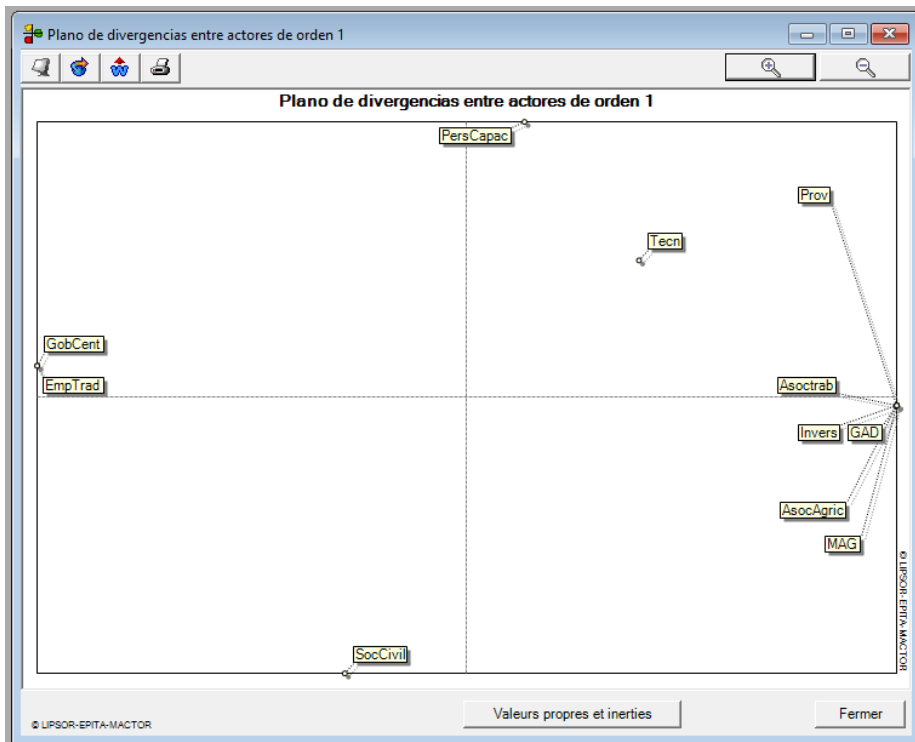 Plano de divergencias entre actores de orden 1
Plano de divergencias entre actores de orden 1
PersCapac
Prov
Tecn
GobCent
EmpTrad
Asoctrab
Invers
GAD
AsocAgric
MAG
SocCivil
© LIPSOR-EPITA-MACTOR
© LIPSOR-EPITA-MACTOR
Valeurs propres et inerties
Fermer